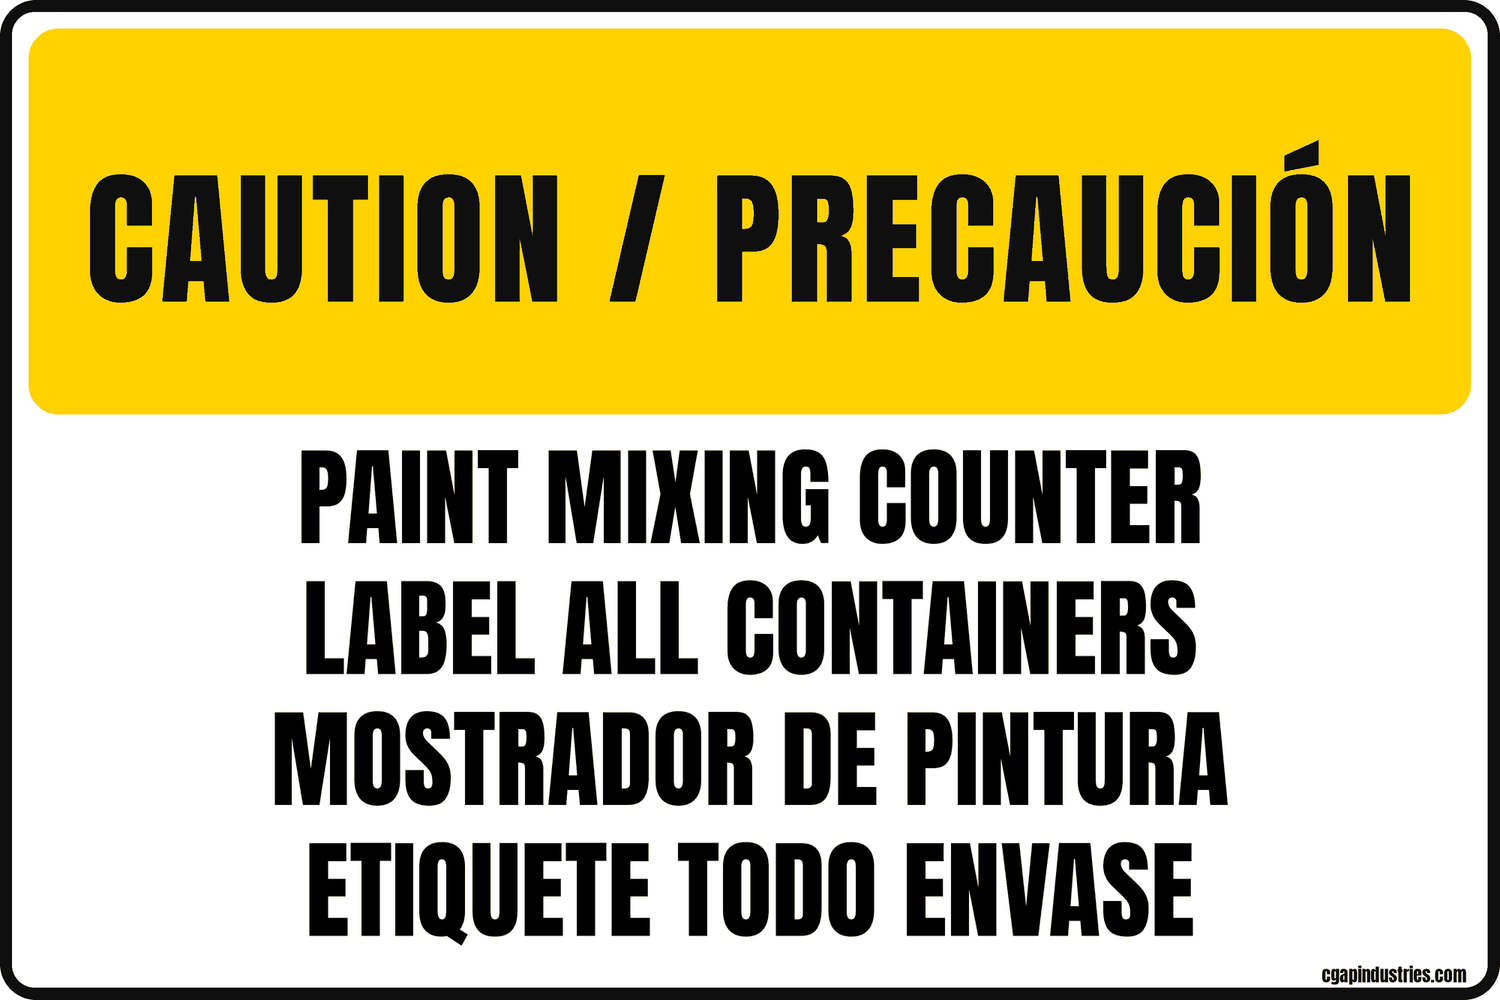 CAUTION / PRECAUCIÓN
PAINT MIXING COUNTER
LABEL ALL CONTAINERS
MOSTRADOR DE PINTURA
ETIQUETE TODO ENVASE
cgapindustries.com